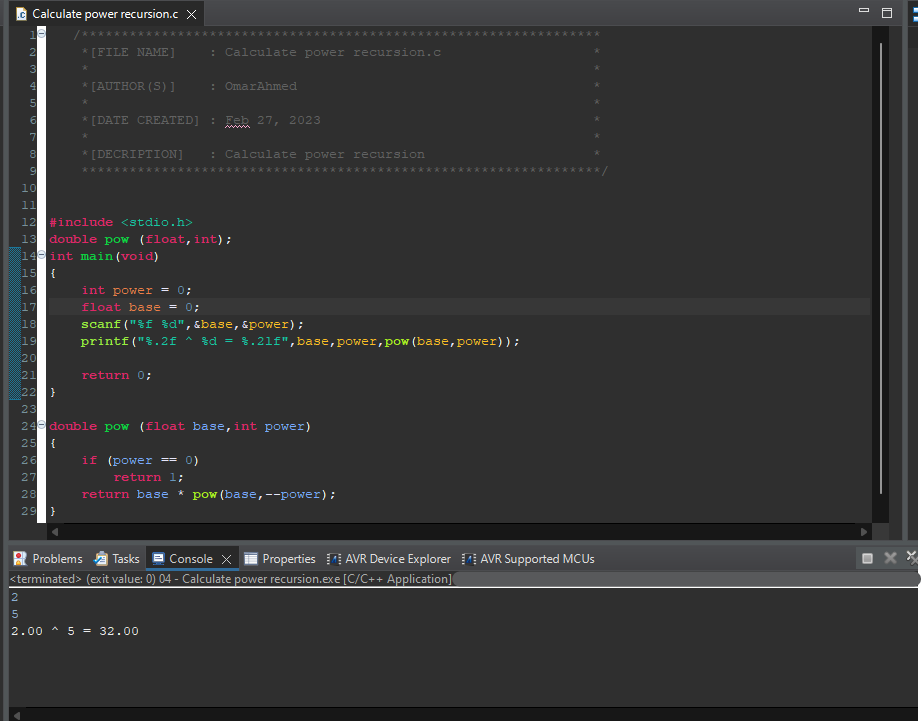 Calculate power recursion.c
1 /*****************************************************************
2 *[FILE NAME]    : Calculate power recursion.c                   *
3 *                                                               *
4 *[AUTHOR(S)]    : OmarAhmed                                     *
5 *                                                               *
6 *[DATE CREATED] : Feb 27, 2023                                  *
7 *                                                               *
8 *[DECRIPTION]   : Calculate power recursion                     *
9 *****************************************************************/
10
11
12 #include <stdio.h>
13 double pow (float,int);
14 int main(void)
15 {
16     int power = 0;
17     float base = 0;
18     scanf("%f %d",&base,&power);
19     printf("%.2f ^ %d = %.2lf",base,power,pow(base,power));
20
21     return 0;
22 }
23
24 double pow (float base,int power)
25 {
26     if (power == 0)
27         return 1;
28     return base * pow(base,--power);
29 }
Problems Tasks Console Properties AVR Device Explorer AVR Supported MCUs
<terminated> (exit value: 0) 04 - Calculate power recursion.exe [C/C++ Application]
2
5
2.00 ^ 5 = 32.00